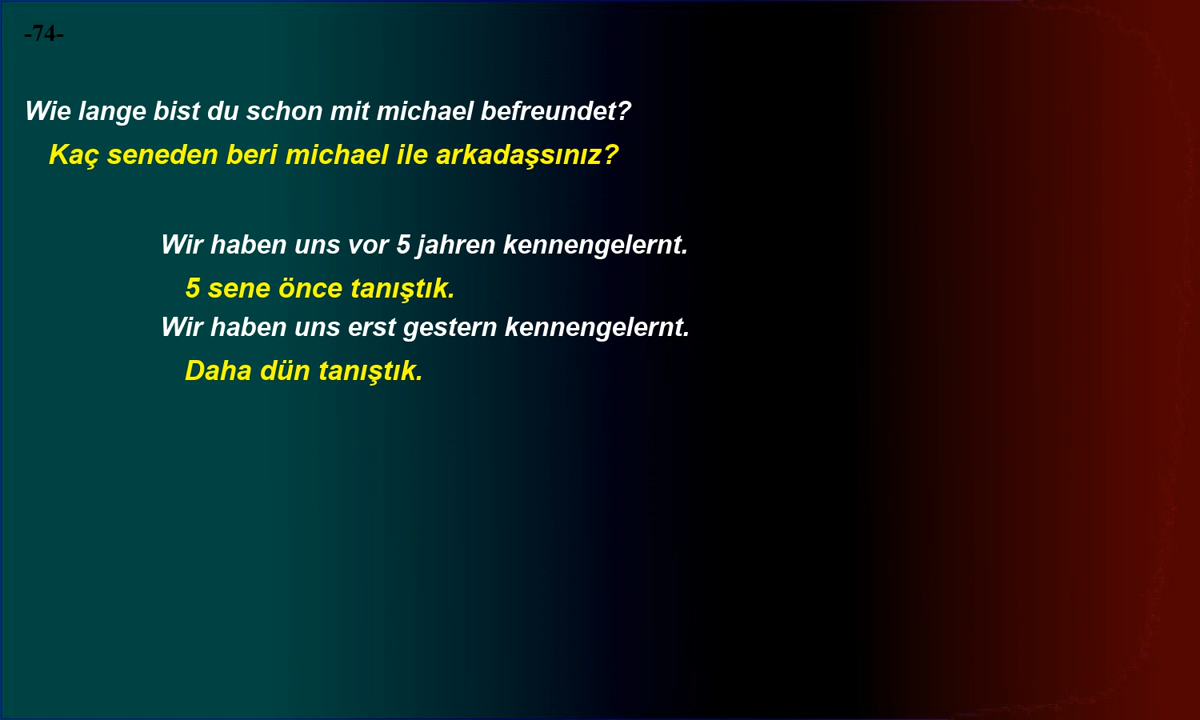 -74-
Wie lange bist du schon mit michael befreundet?
Kaç seneden beri michael ile arkadaşsınız?
Wir haben uns vor 5 jahren kennengelernt.
5 sene önce tanıştık.
Wir haben uns erst gestern kennengelernt.
Daha dün tanıştık.